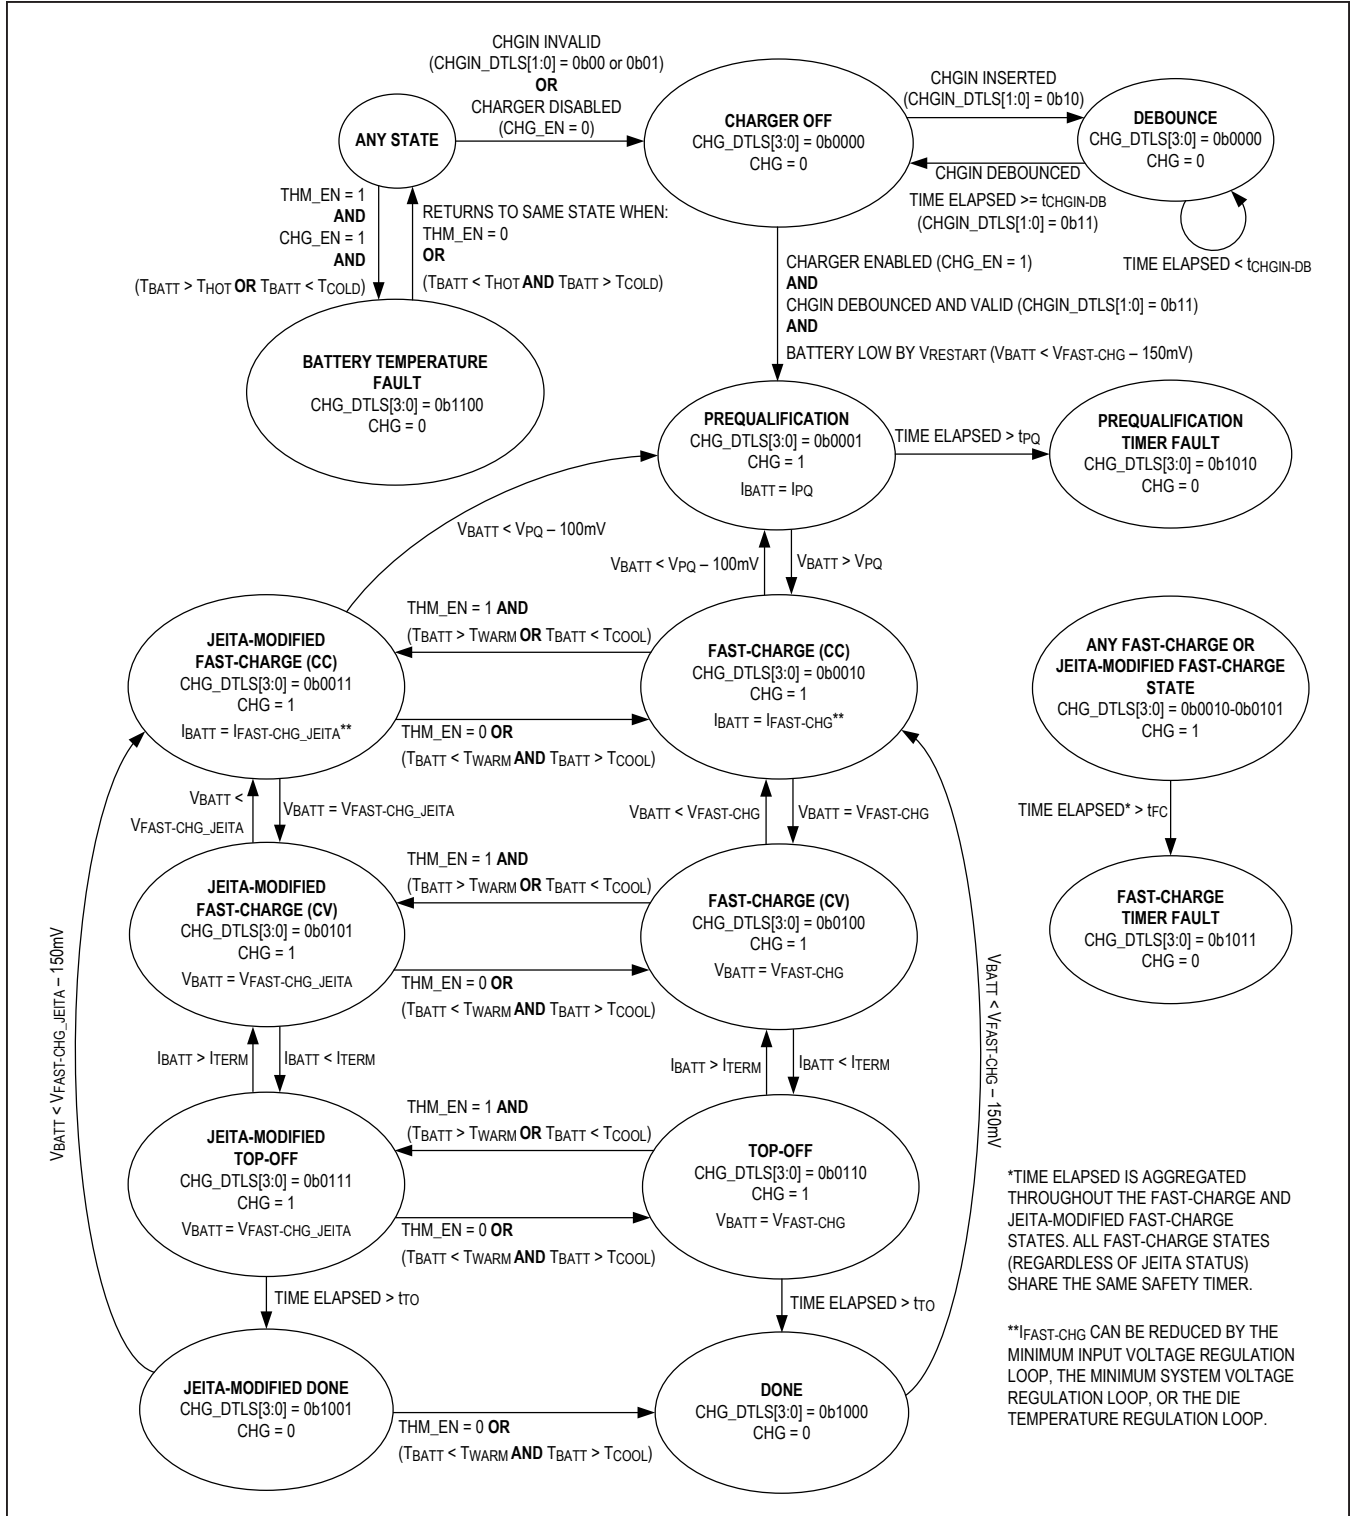 CHGIN INVALID
(CHGIN_DTLS[1:0] = 0b00 or 0b01)
OR
CHARGER DISABLED
(CHG_EN = 0)
ANY STATE
CHARGER OFF
CHG_DTLS[3:0] = 0b0000
CHG = 0
CHGIN INSERTED
(CHGIN_DTLS[1:0] = 0b10)
DEBOUNCE
CHG_DTLS[3:0] = 0b0000
CHG = 0
CHGIN DEBOUNCED
TIME ELAPSED >= tCHGIN-DB
(CHGIN_DTLS[1:0] = 0b11)
TIME ELAPSED < tCHGIN-DB
THM_EN = 1
AND
CHG_EN = 1
AND
(TBATT > THOT OR TBATT < TCOLD)
RETURNS TO SAME STATE WHEN:
THM_EN = 0
OR
(TBATT < THOT AND TBATT > TCOLD)
CHARGER ENABLED (CHG_EN = 1)
AND
CHGIN DEBOUNCED AND VALID (CHGIN_DTLS[1:0] = 0b11)
AND
BATTERY LOW BY VRESTART (VBATT < VFAST-CHG – 150mV)
BATTERY TEMPERATURE
FAULT
CHG_DTLS[3:0] = 0b1100
CHG = 0
PREQUALIFICATION
CHG_DTLS[3:0] = 0b0001
CHG = 1
IBATT = IPQ
TIME ELAPSED > tPQ
PREQUALIFICATION
TIMER FAULT
CHG_DTLS[3:0] = 0b1010
CHG = 0
VBATT < VPQ – 100mV
VBATT < VPQ – 100mV
VBATT > VPQ
JEITA-MODIFIED
FAST-CHARGE (CC)
CHG_DTLS[3:0] = 0b0011
CHG = 1
IBATT = IFAST-CHG_JEITA**
THM_EN = 1 AND
(TBATT > TWARM OR TBATT < TCOOL)
THM_EN = 0 OR
(TBATT < TWARM AND TBATT > TCOOL)
FAST-CHARGE (CC)
CHG_DTLS[3:0] = 0b0010
CHG = 1
IBATT = IFAST-CHG**
ANY FAST-CHARGE OR
JEITA-MODIFIED FAST-CHARGE
STATE
CHG_DTLS[3:0] = 0b0010-0b0101
CHG = 1
VBATT <
VFAST-CHG_JEITA
VBATT = VFAST-CHG_JEITA
VBATT < VFAST-CHG
VBATT = VFAST-CHG
TIME ELAPSED* > tFC
JEITA-MODIFIED
FAST-CHARGE (CV)
CHG_DTLS[3:0] = 0b0101
CHG = 1
VBATT = VFAST-CHG_JEITA
THM_EN = 1 AND
(TBATT > TWARM OR TBATT < TCOOL)
THM_EN = 0 OR
(TBATT < TWARM AND TBATT > TCOOL)
FAST-CHARGE (CV)
CHG_DTLS[3:0] = 0b0100
CHG = 1
VBATT = VFAST-CHG
FAST-CHARGE
TIMER FAULT
CHG_DTLS[3:0] = 0b1011
CHG = 0
VBATT < VFAST-CHG_JEITA – 150mV
VBATT < VFAST-CHG – 150mV
IBATT > ITERM
IBATT < ITERM
IBATT > ITERM
IBATT < ITERM
JEITA-MODIFIED
TOP-OFF
CHG_DTLS[3:0] = 0b0111
CHG = 1
VBATT = VFAST-CHG_JEITA
THM_EN = 1 AND
(TBATT > TWARM OR TBATT < TCOOL)
THM_EN = 0 OR
(TBATT < TWARM AND TBATT > TCOOL)
TOP-OFF
CHG_DTLS[3:0] = 0b0110
CHG = 1
VBATT = VFAST-CHG
*TIME ELAPSED IS AGGREGATED
THROUGHOUT THE FAST-CHARGE AND
JEITA-MODIFIED FAST-CHARGE
STATES. ALL FAST-CHARGE STATES
(REGARDLESS OF JEITA STATUS)
SHARE THE SAME SAFETY TIMER.
TIME ELAPSED > tTO
TIME ELAPSED > tTO
**IFAST-CHG CAN BE REDUCED BY THE
MINIMUM INPUT VOLTAGE REGULATION
LOOP, THE MINIMUM SYSTEM VOLTAGE
REGULATION LOOP, OR THE DIE
TEMPERATURE REGULATION LOOP.
JEITA-MODIFIED DONE
CHG_DTLS[3:0] = 0b1001
CHG = 0
THM_EN = 0 OR
(TBATT < TWARM AND TBATT > TCOOL)
DONE
CHG_DTLS[3:0] = 0b1000
CHG = 0